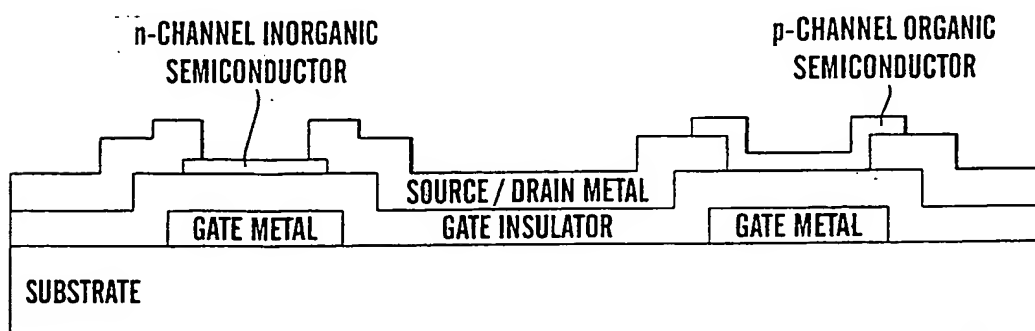 n-CHANNEL INORGANIC
SEMICONDUCTOR
p-CHANNEL ORGANIC
SEMICONDUCTOR
SOURCE / DRAIN METAL
GATE METAL
GATE INSULATOR
GATE METAL
SUBSTRATE